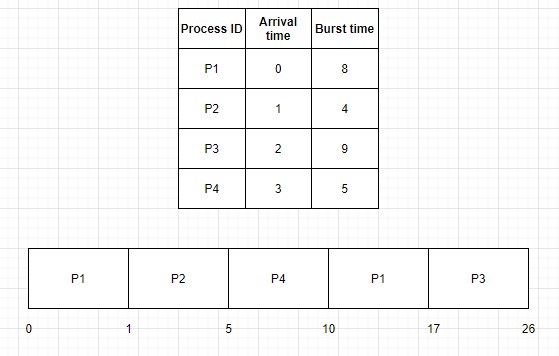 Process ID Arrival time Burst time
P1 0 8
P2 1 4
P3 2 9
P4 3 5
P1 P2 P4 P1 P3
0 1 5 10 17 26